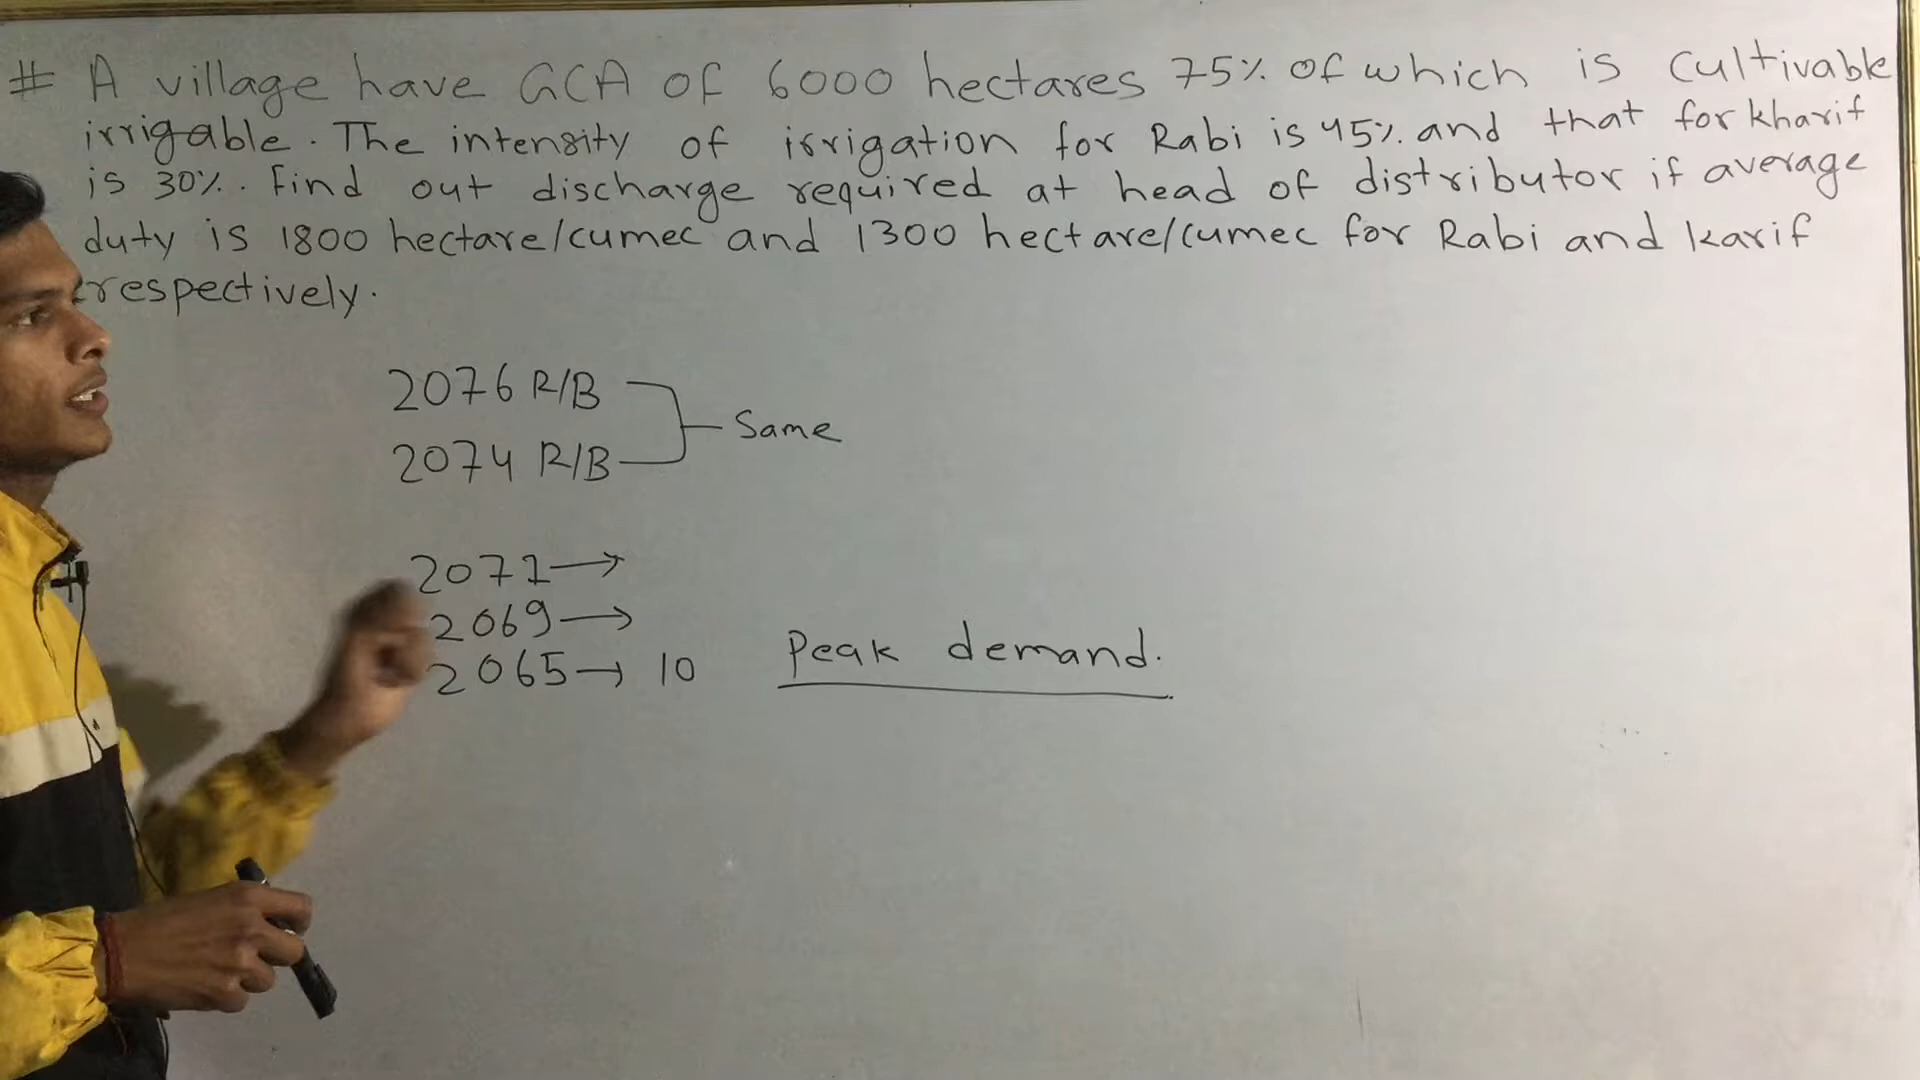 # A village have GCA of 6000 hectares 75% of which is cultivable
irrigable. The intensity of irrigation for Rabi is 45% and that for kharif
is 30%. Find out discharge required at head of distributor if average
duty is 1800 hectare/cumec and 1300 hectare/cumec for Rabi and karif
respectively.
2076 R/B
2074 R/B
Same
2071→
2069→
2065→ 10
Peak demand.